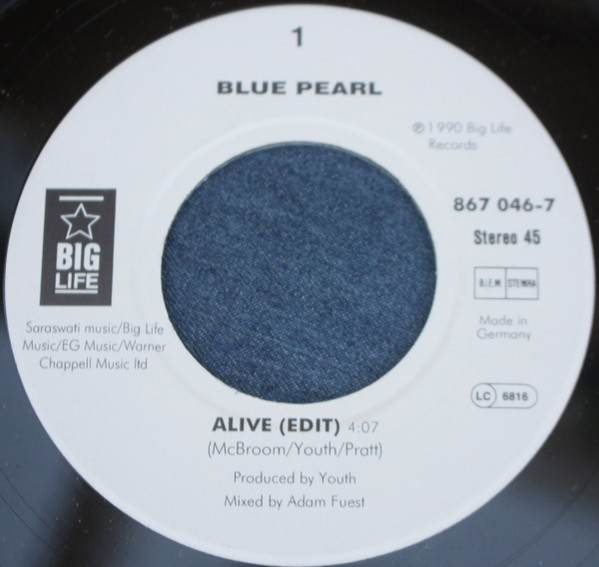 1
BLUE PEARL
℗ 1990 Big Life
Records
867 046-7
Stereo 45
BIG
LIFE
B.I.E.M. STEMRA
Saraswati music/Big Life
Music/EG Music/Warner
Chappell Music ltd
Made in
Germany
LC 6816
ALIVE (EDIT) 4:07
(McBroom/Youth/Pratt)
Produced by Youth
Mixed by Adam Fuest